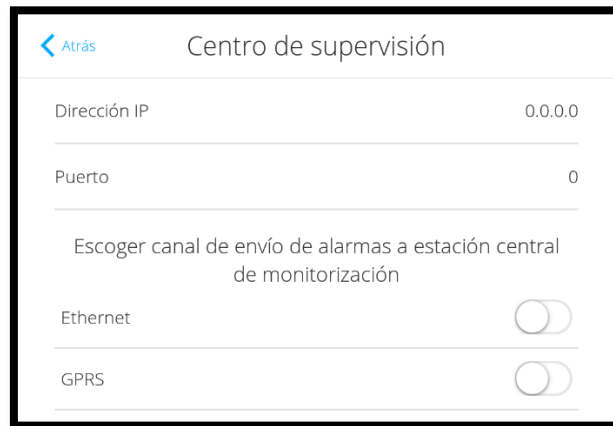 Atrás Centro de supervisión
Dirección IP 0.0.0.0
Puerto 0
Escoger canal de envío de alarmas a estación central
de monitorización
Ethernet
GPRS